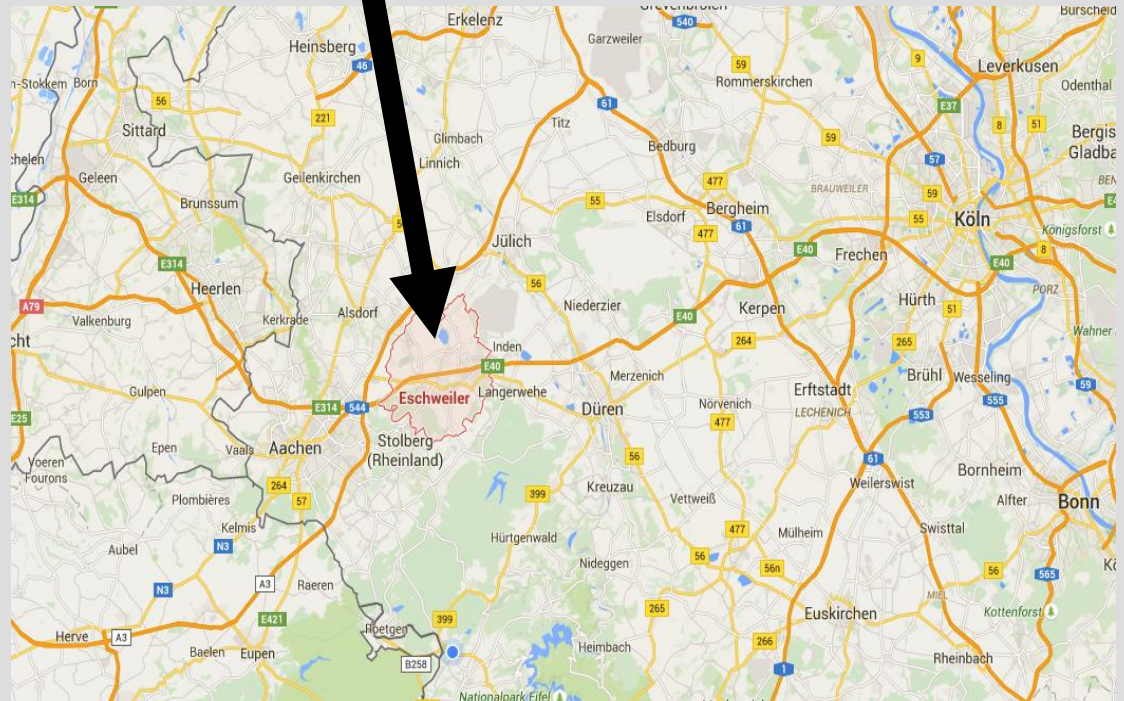 Erkelenz
540
Burscheid
Heinsberg
Garzweiler
46
59
9
Leverkusen
Rommerskirchen
Odenthal
n-Stokkem
Born
56
61
E37
221
Titz
8
51
Sittard
Glimbach
59
Bergis
Gladba
Bedburg
chelen
Linnich
57
Geleen
Geilenkirchen
477
BRAUWEILER
59
BEN
E314
Brunssum
55
Elsdorf
Bergheim
55
Köln
61
477
Königsforst
Jülich
E40
8
Frechen
E314
E40
56
Heerlen
PORZ
A79
Alsdorf
Niederzier
Kerpen
Hürth
51
Valkenburg
Kerkrade
E40
Wahner
cht
Inden
264
265
E40
Merzenich
Brühl
Wesseling
59
Gulpen
Eschweiler
Langerwehe
Erftstadt
555
E314
544
Düren
Nörvenich
LECHENICH
553
E25
477
Epen
Vaals
Aachen
Stolberg
(Rheinland)
56
61
Voeren
Fourons
Bornheim
264
Kreuzau
Weilerswist
Plombières
57
399
Vettweiß
Alfter
Bonn
Kelmis
477
Swisttal
Hürtgenwald
Mülheim
Aubel
N3
56
Nideggen
56n
56
565
N3
A3
Raeren
MIEL
265
Kottenforst
E421
399
Euskirchen
Herve
A3
Roetgen
266
Heimbach
Baelen
Eupen
B258
Rheinbach
1
Nationalpark Eifel